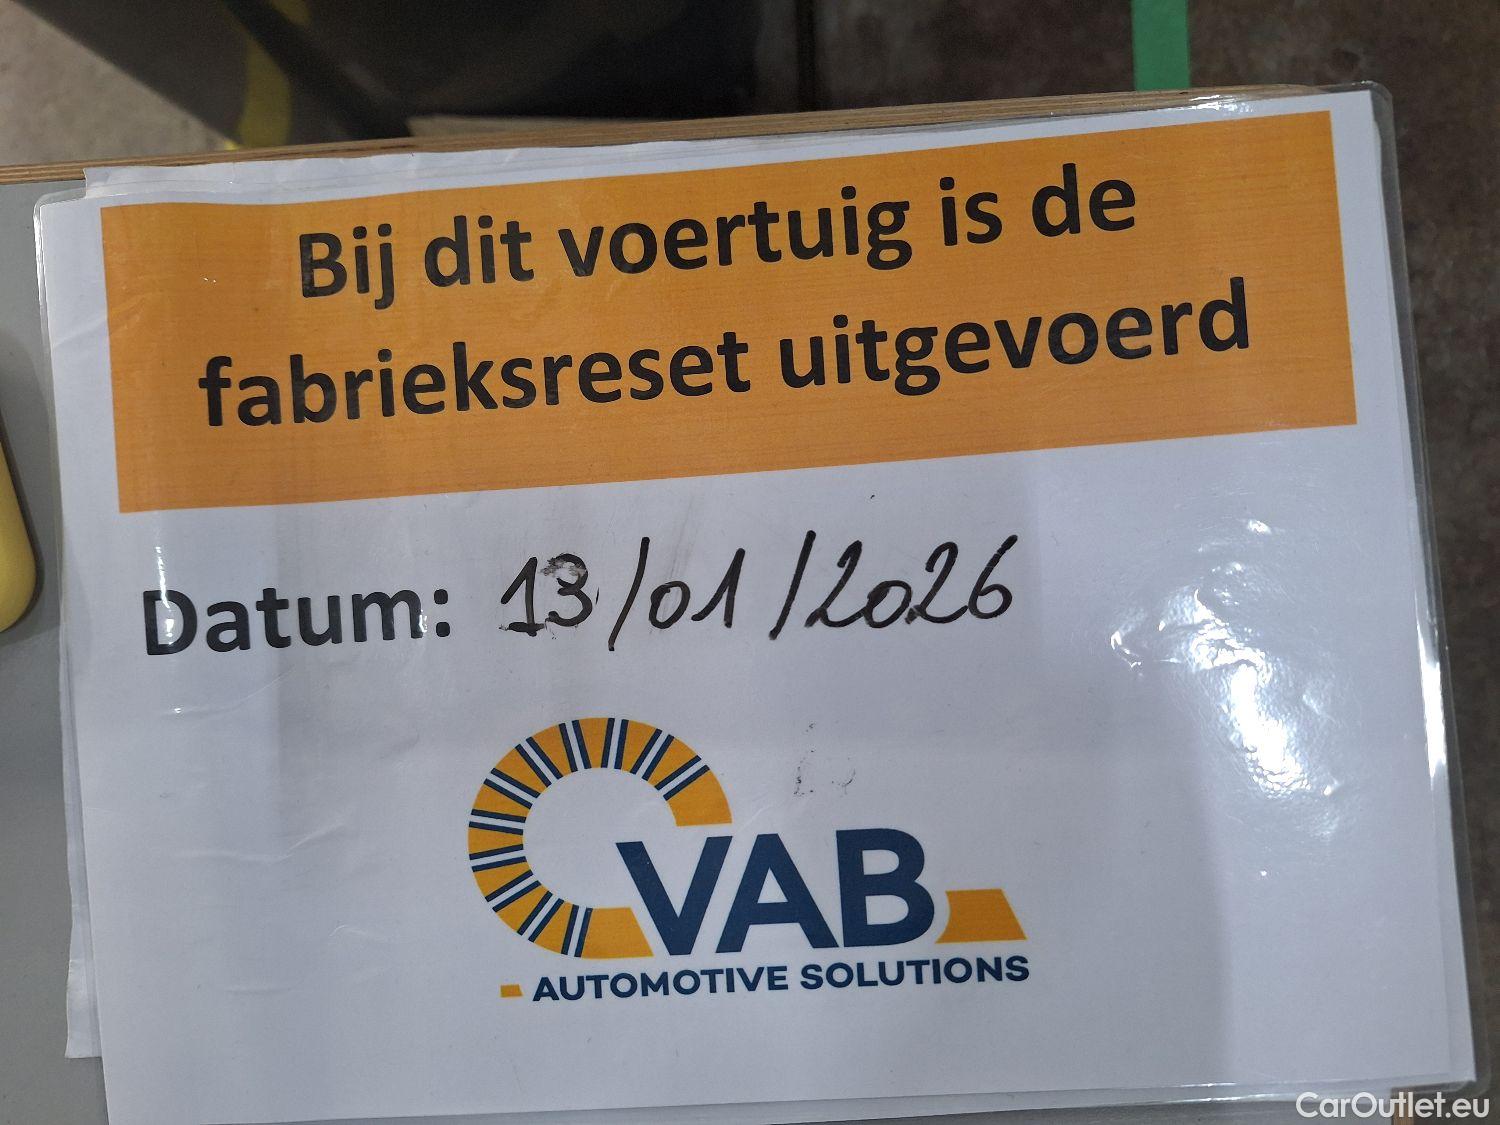 Bij dit voertuig is de
fabrieksreset uitgevoerd
Datum: 13/01/2026
VAB
AUTOMOTIVE SOLUTIONS
CarOutlet.eu